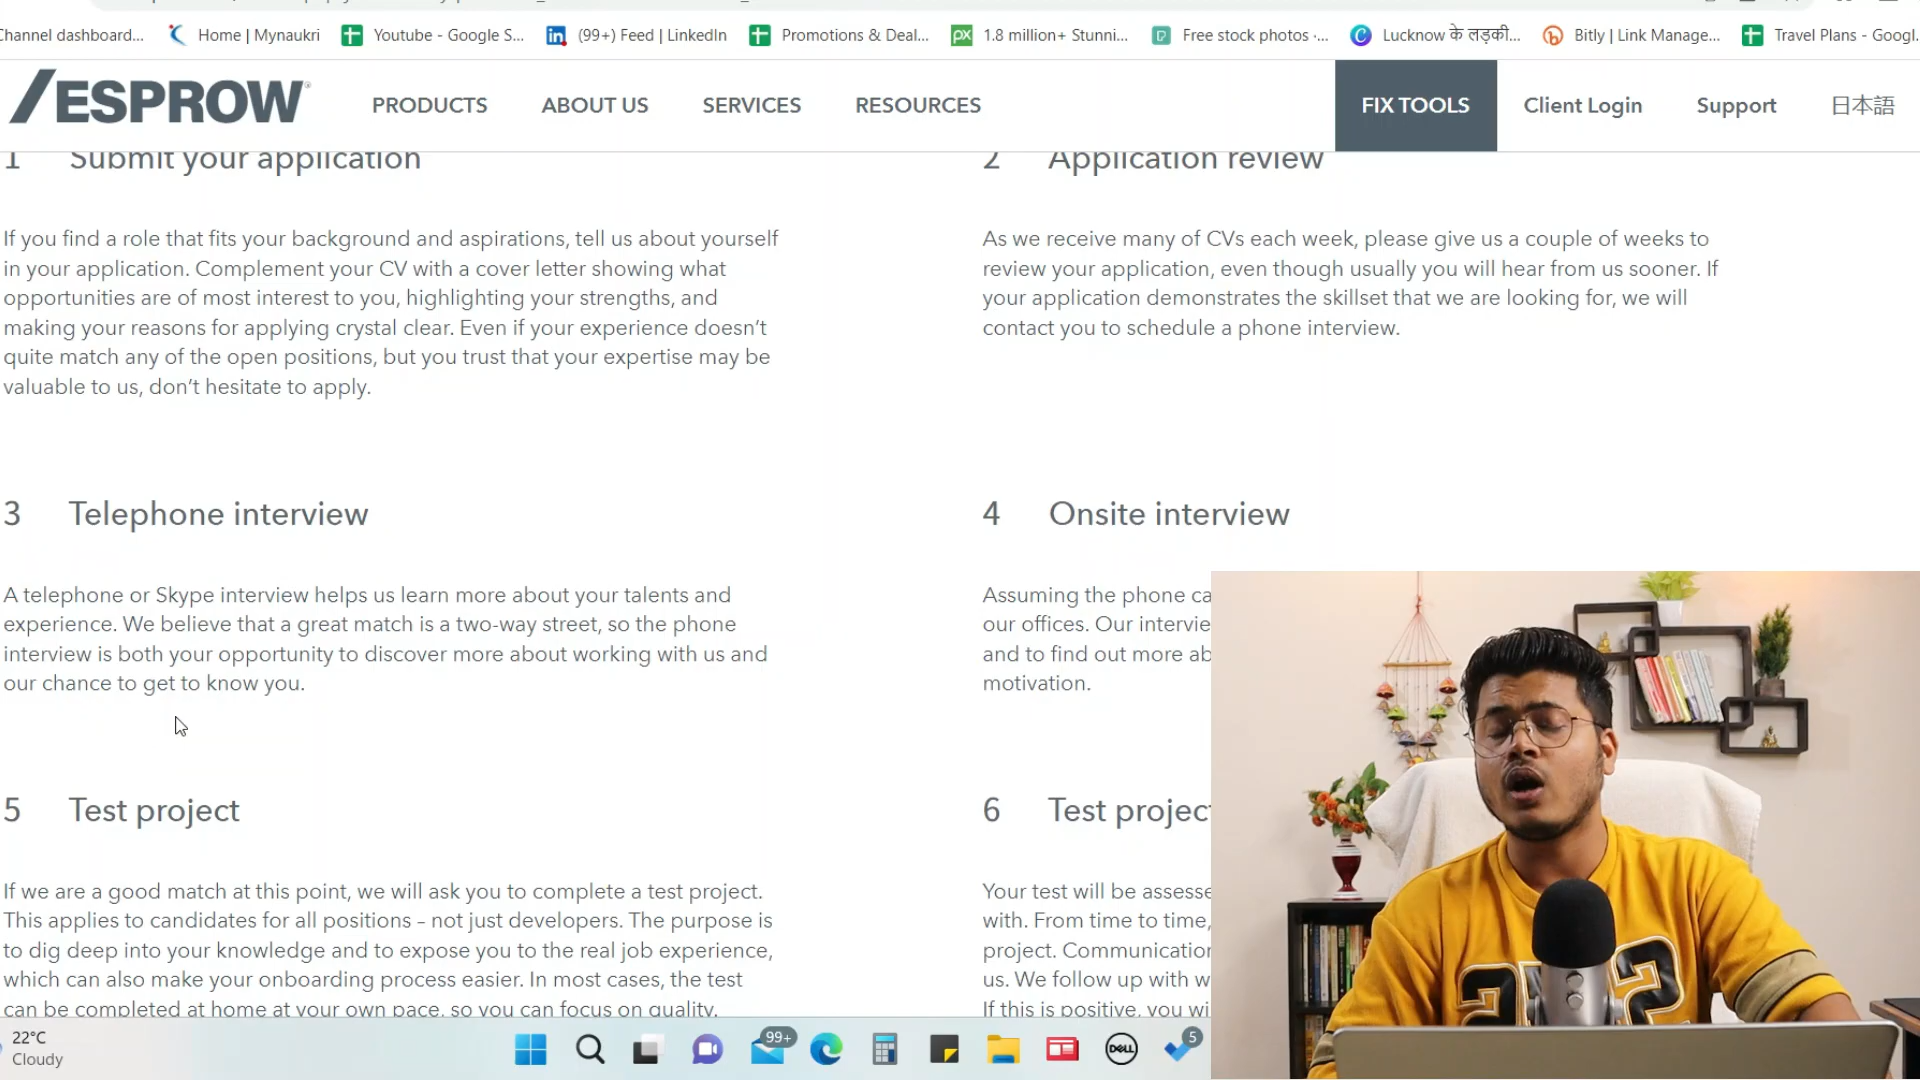 Channel dashboard...
Home | Mynaukri
Youtube - Google S...
(99+) Feed | LinkedIn
Promotions & Deal...
1.8 million+ Stunni...
Free stock photos ·...
Lucknow के लड़की...
Bitly | Link Manage...
Travel Plans - Googl.
ESPROW
PRODUCTS
ABOUT US
SERVICES
RESOURCES
FIX TOOLS
Client Login
Support
日本語
1 Submit your application
If you find a role that fits your background and aspirations, tell us about yourself
in your application. Complement your CV with a cover letter showing what
opportunities are of most interest to you, highlighting your strengths, and
making your reasons for applying crystal clear. Even if your experience doesn’t
quite match any of the open positions, but you trust that your expertise may be
valuable to us, don’t hesitate to apply.
2 Application review
As we receive many of CVs each week, please give us a couple of weeks to
review your application, even though usually you will hear from us sooner. If
your application demonstrates the skillset that we are looking for, we will
contact you to schedule a phone interview.
3 Telephone interview
A telephone or Skype interview helps us learn more about your talents and
experience. We believe that a great match is a two-way street, so the phone
interview is both your opportunity to discover more about working with us and
our chance to get to know you.
4 Onsite interview
Assuming the phone ca
our offices. Our intervie
and to find out more ab
motivation.
5 Test project
If we are a good match at this point, we will ask you to complete a test project.
This applies to candidates for all positions – not just developers. The purpose is
to dig deep into your knowledge and to expose you to the real job experience,
which can also make your onboarding process easier. In most cases, the test
can be completed at home at your own pace, so you can focus on quality.
6 Test projec
Your test will be assesse
with. From time to time,
project. Communication
us. We follow up with w
If this is positive, you wi
22°C
Cloudy
99+
DELL
5